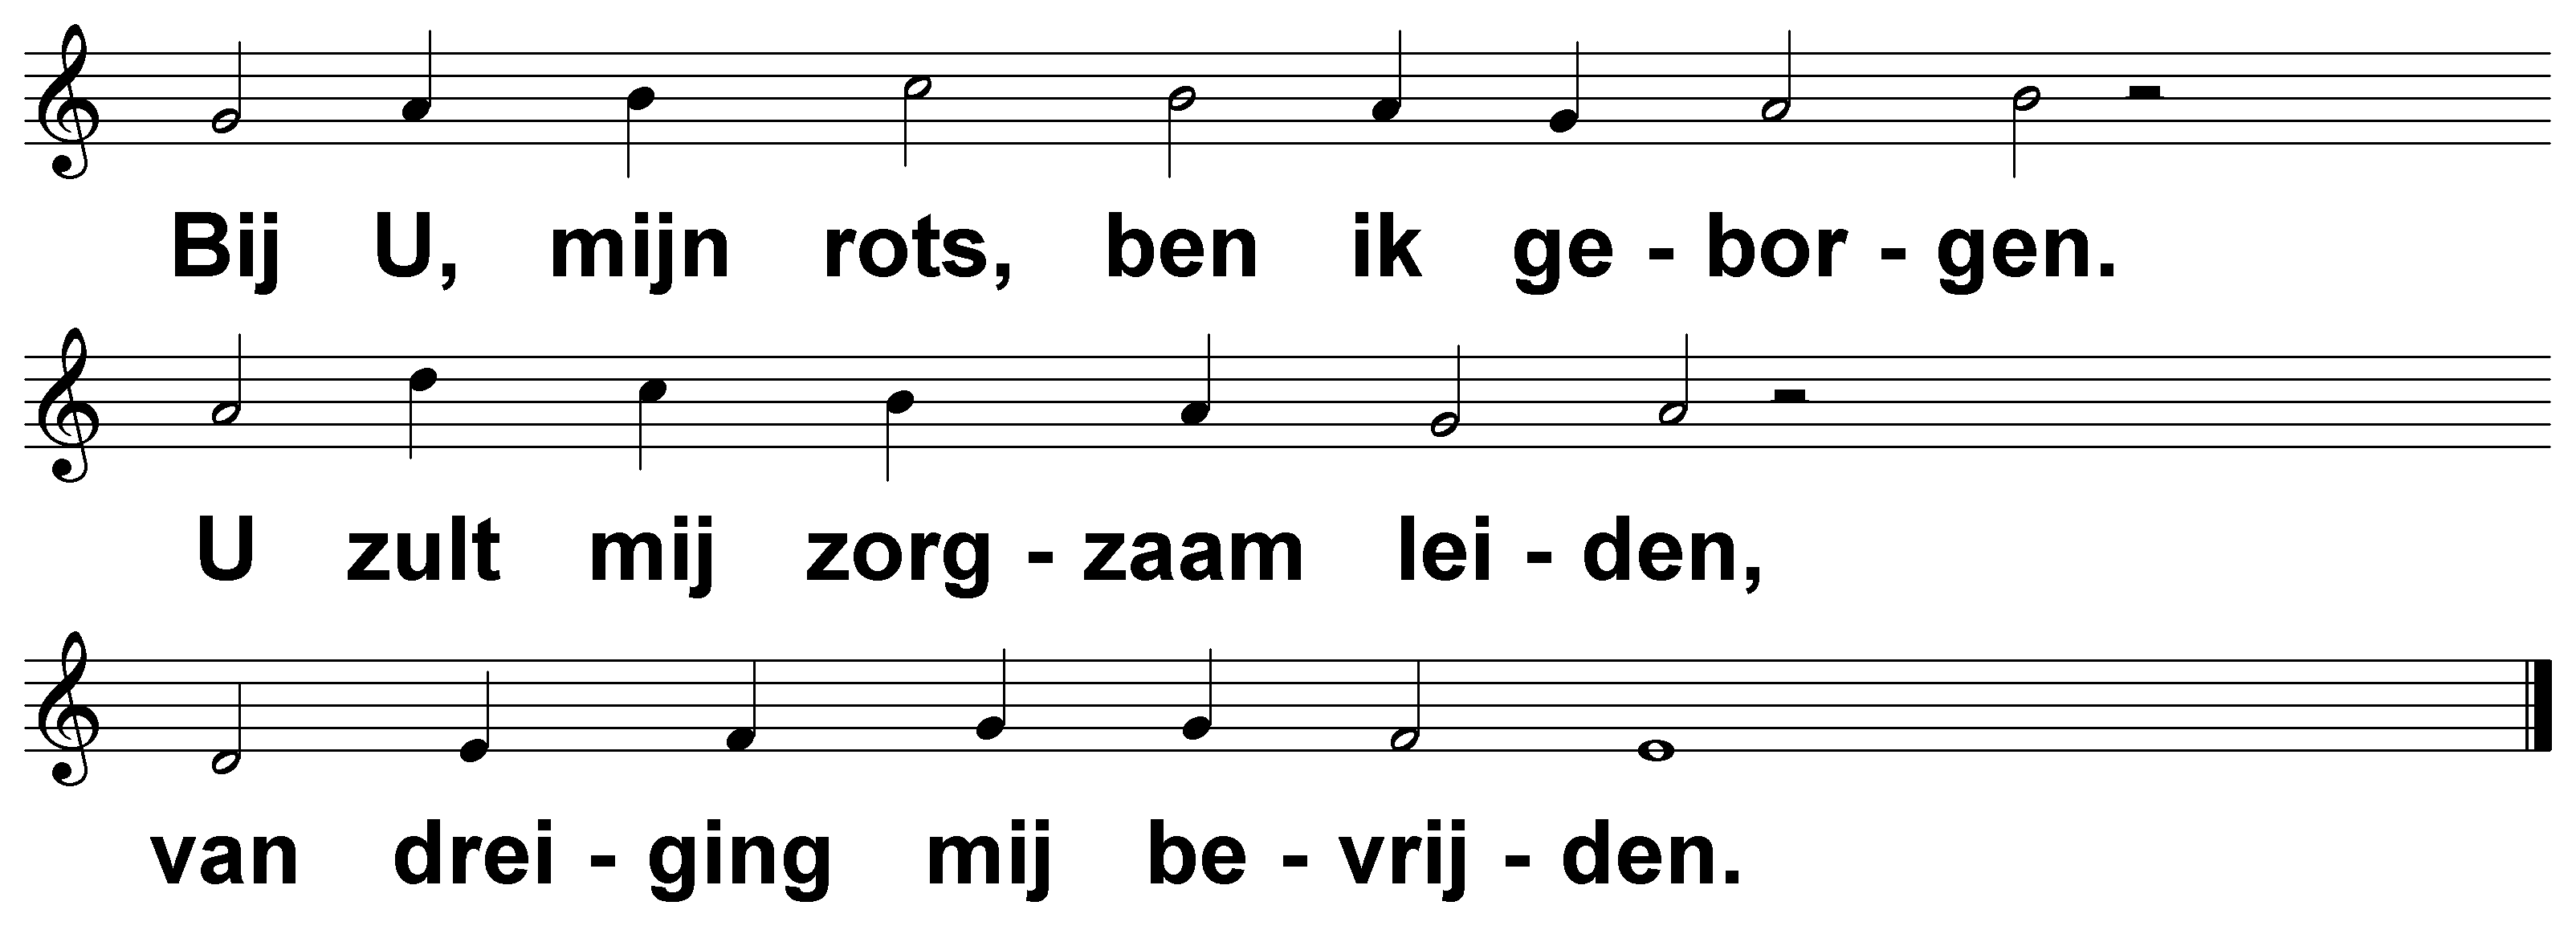 Bij U, mijn rots, ben ik ge - bor - gen.
U zult mij zorg - zaam lei - den,
van drei - ging mij be - vrij - den.